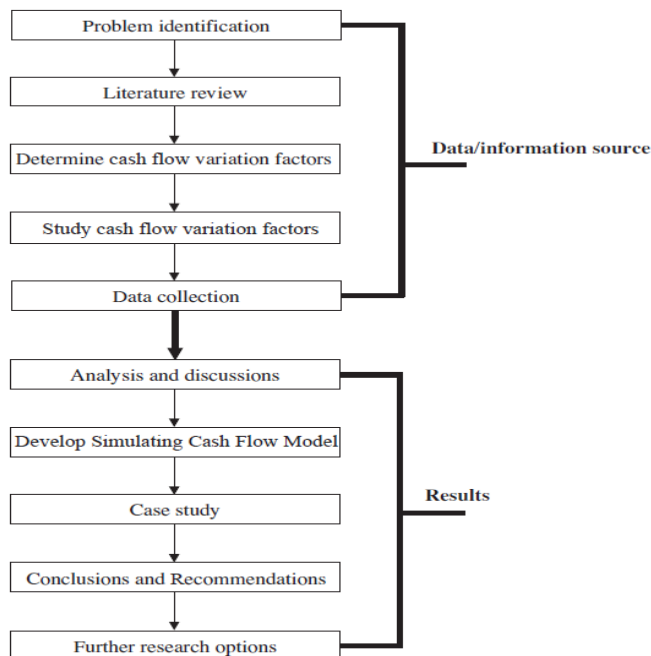 Problem identification
Literature review
Determine cash flow variation factors
Data/information source
Study cash flow variation factors
Data collection
Analysis and discussions
Develop Simulating Cash Flow Model
Results
Case study
Conclusions and Recommendations
Further research options